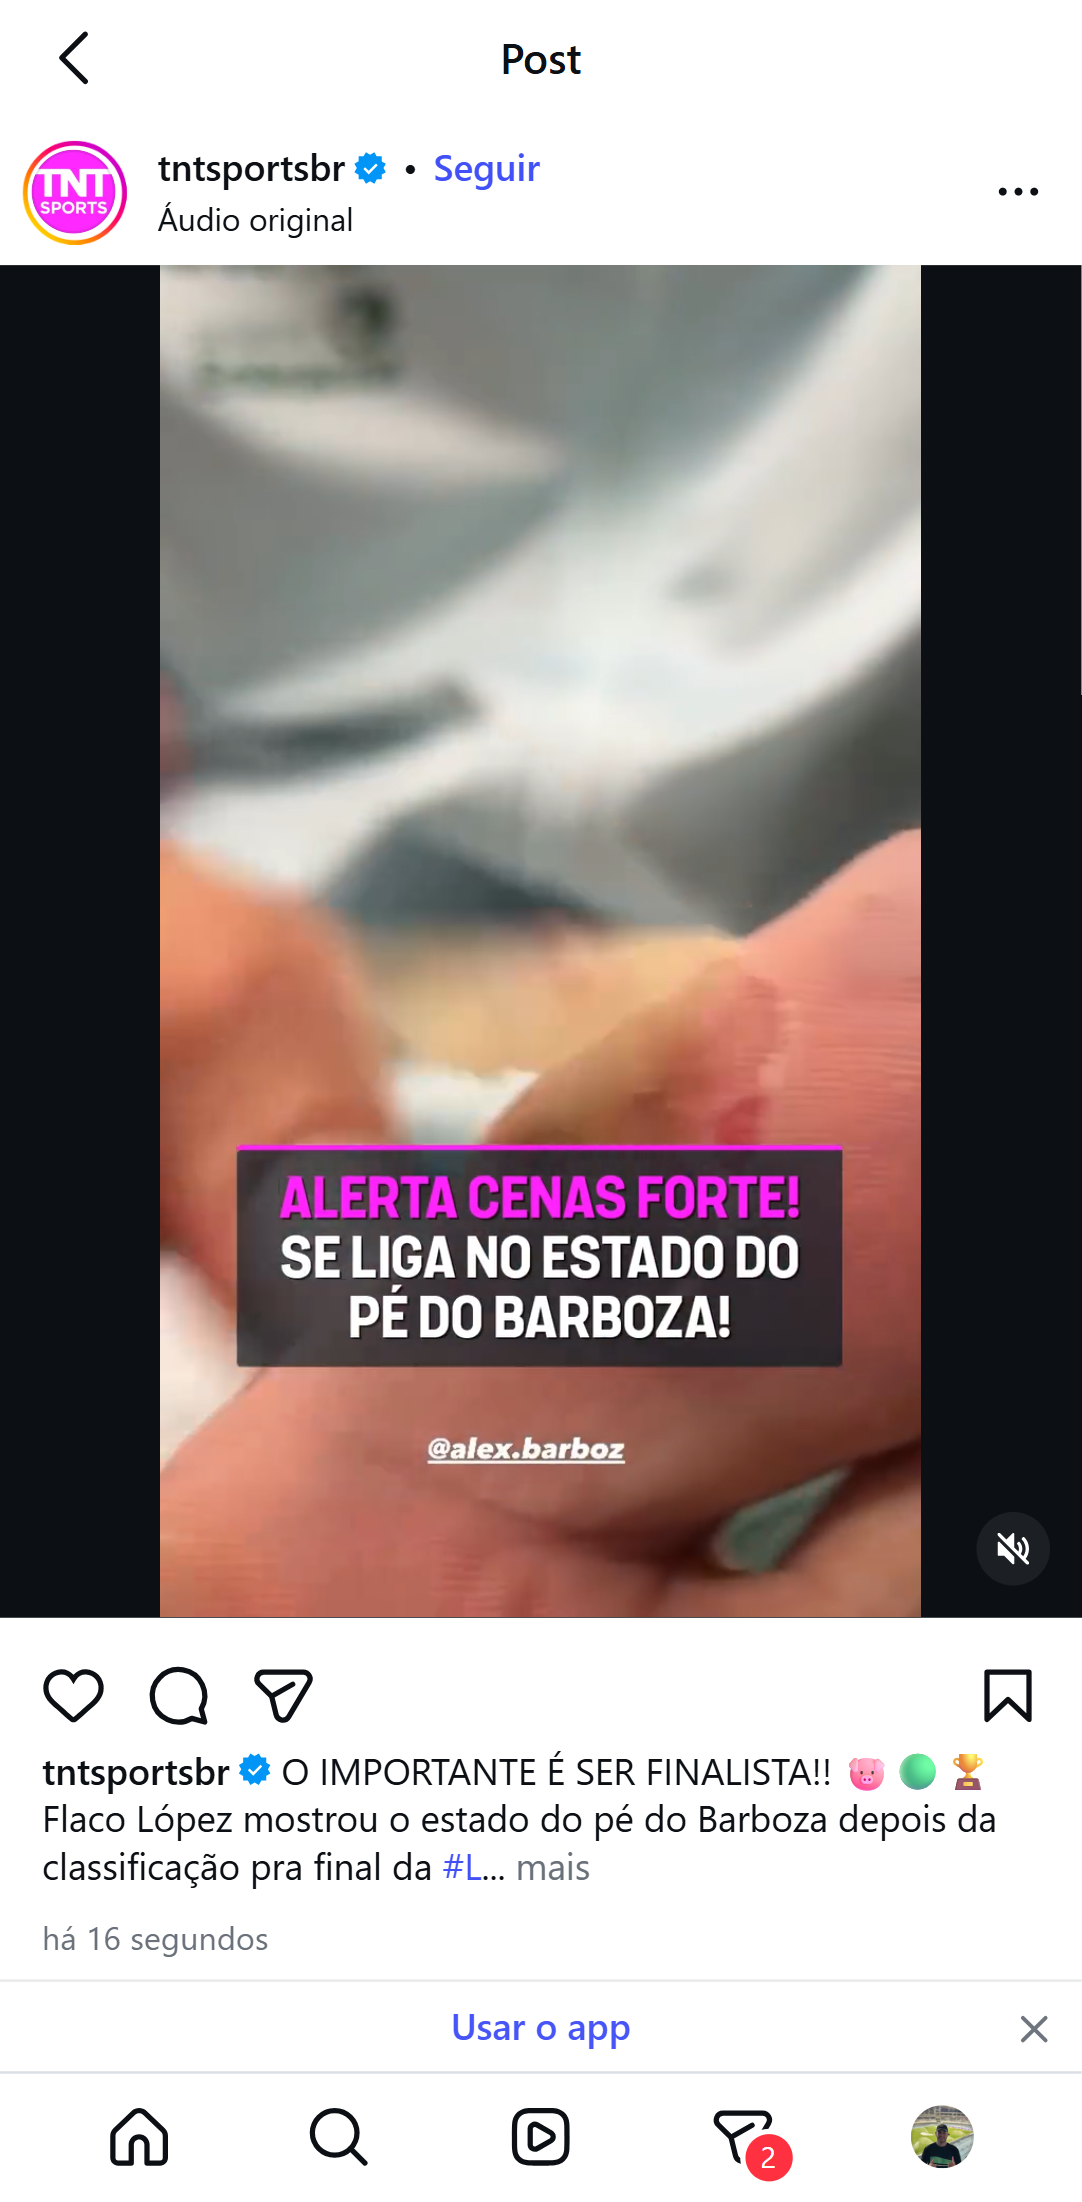 Post
TNT
SPORTS
tntsportsbr • Seguir
Áudio original
ALERTA CENAS FORTE!
SE LIGA NO ESTADO DO
PÉ DO BARBOZA!
@alex.barboz
tntsportsbr O IMPORTANTE É SER FINALISTA!! 🐷 🟢 🏆
Flaco López mostrou o estado do pé do Barboza depois da
classificação pra final da #L... mais
há 16 segundos
Usar o app
2